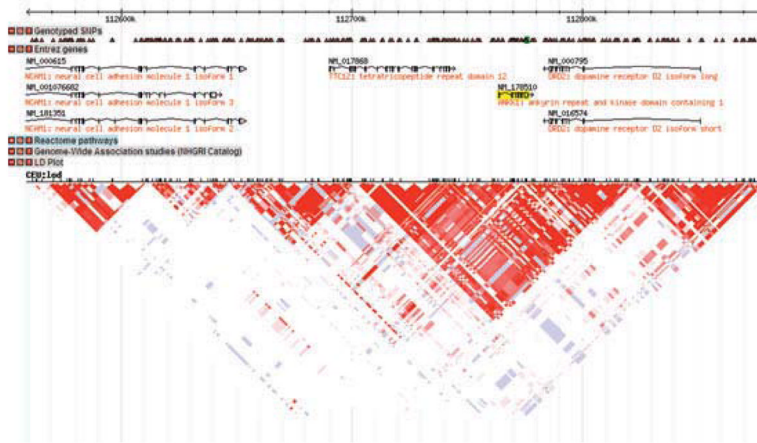 112600k 112700k 112800k
Genotyped SNPs
Entrez genes
NM_000615 NM_017868 NM_000795
NCAM1: neural cell adhesion molecule 1 isoform 1 TTC12: tetratricopeptide repeat domain 12 DRD2: dopamine receptor D2 isoform long
NM_001076682 NM_178510
NCAM1: neural cell adhesion molecule 1 isoform 3 ANKK1: ankyrin repeat and kinase domain containing 1
NM_181351 NM_016574
NCAM1: neural cell adhesion molecule 1 isoform 2 DRD2: dopamine receptor D2 isoform short
Reactome pathways
Genome-Wide Association studies (NHGRI Catalog)
LD Plot
CEU:lod